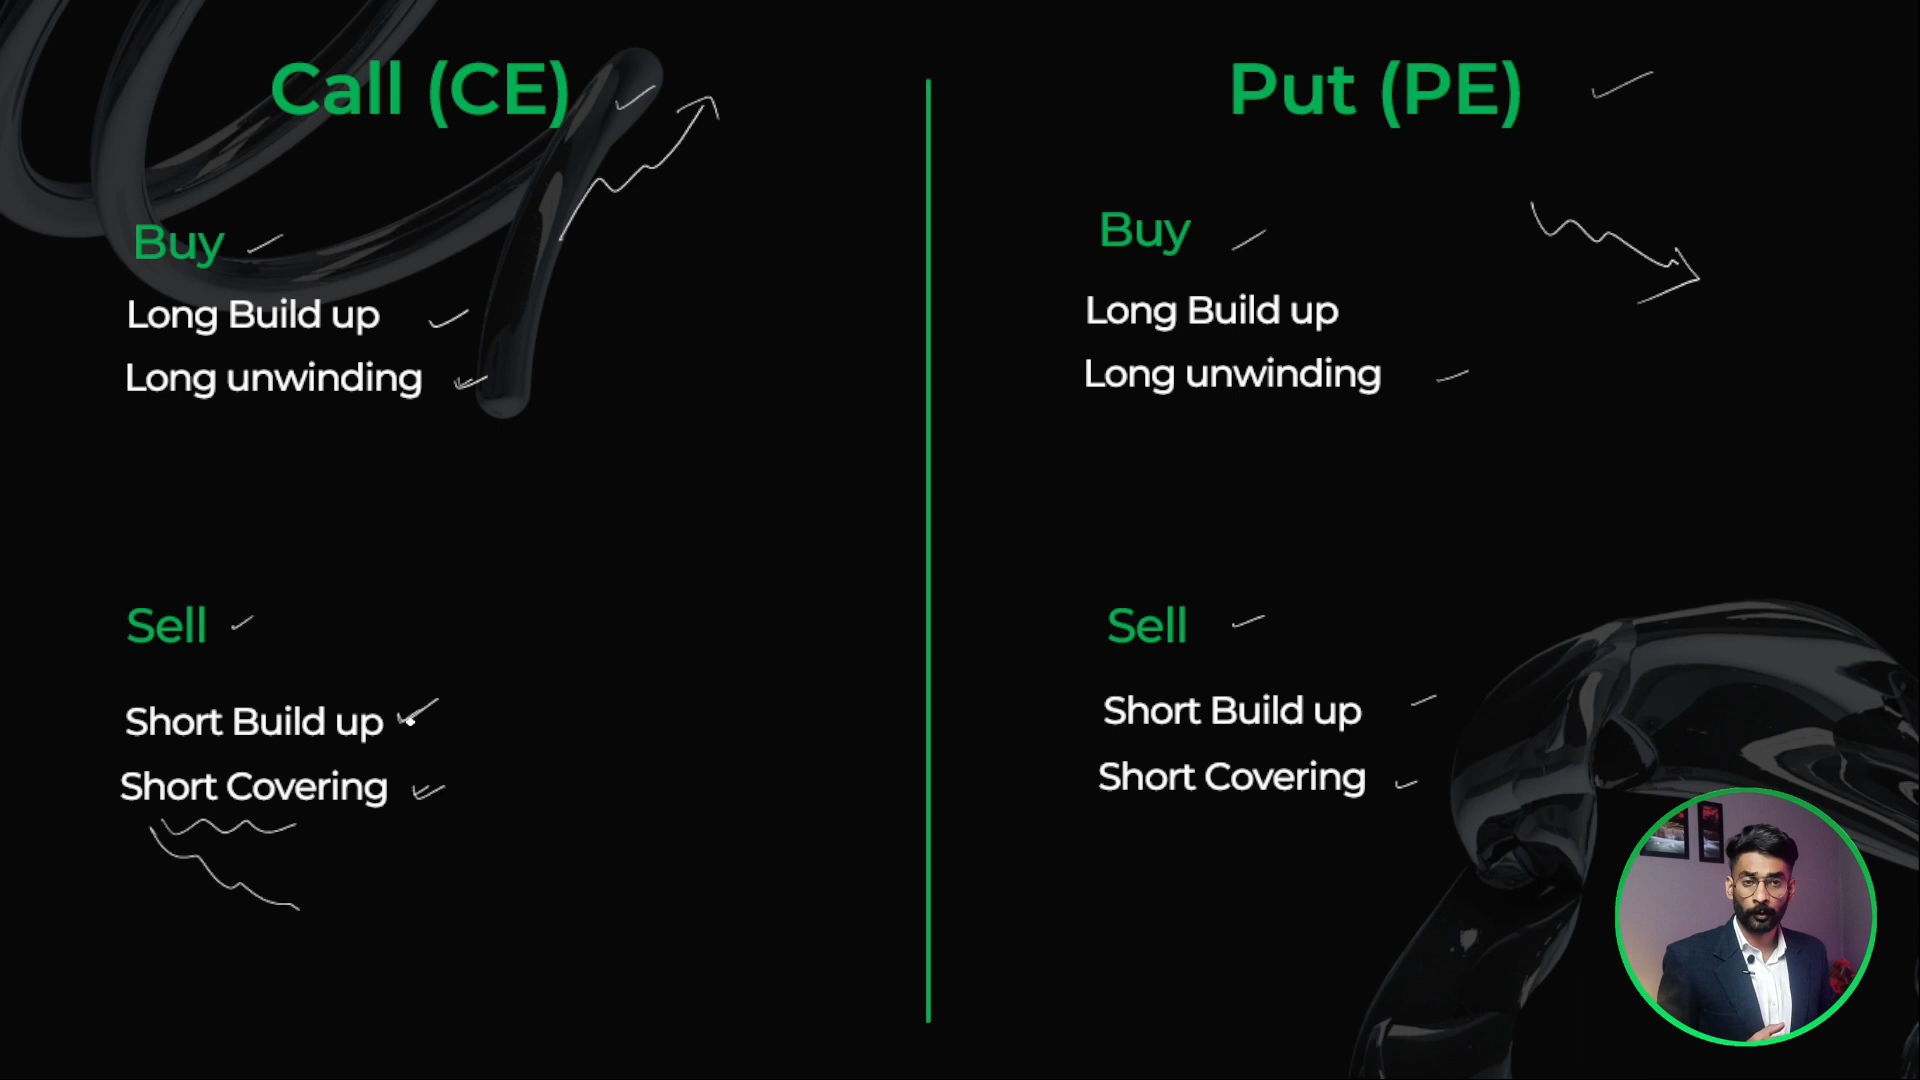 Call (CE)
Buy
Long Build up
Long unwinding
Sell
Short Build up
Short Covering
Put (PE)
Buy
Long Build up
Long unwinding
Sell
Short Build up
Short Covering